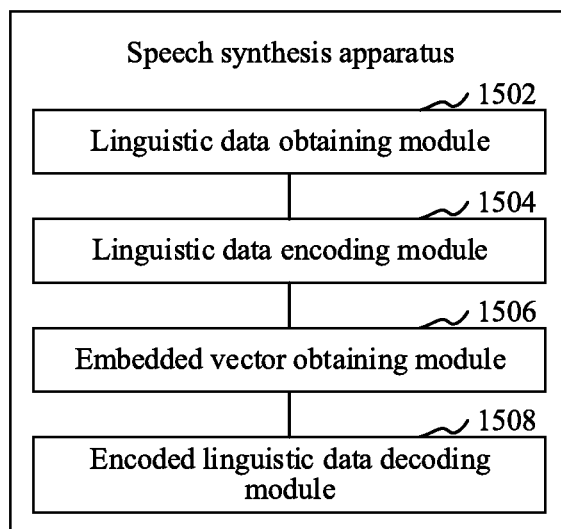 Speech synthesis apparatus
1502
Linguistic data obtaining module
1504
Linguistic data encoding module
1506
Embedded vector obtaining module
1508
Encoded linguistic data decoding
module